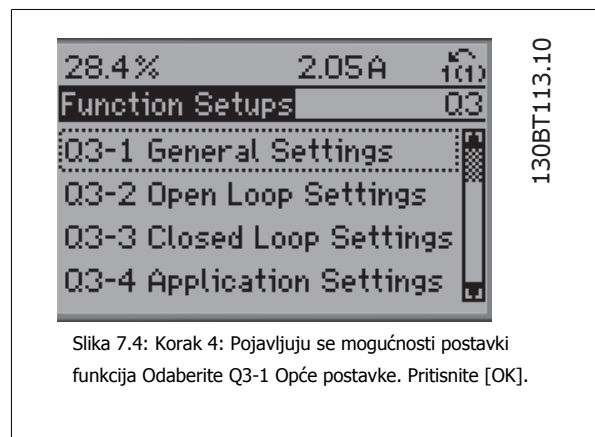 28.4% 2.05A 1(1)
Function Setups Q3
Q3-1 General Settings
Q3-2 Open Loop Settings
Q3-3 Closed Loop Settings
Q3-4 Application Settings
130BT113.10
Slika 7.4: Korak 4: Pojavljuju se mogućnosti postavki
funkcija Odaberite Q3-1 Opće postavke. Pritisnite [OK].